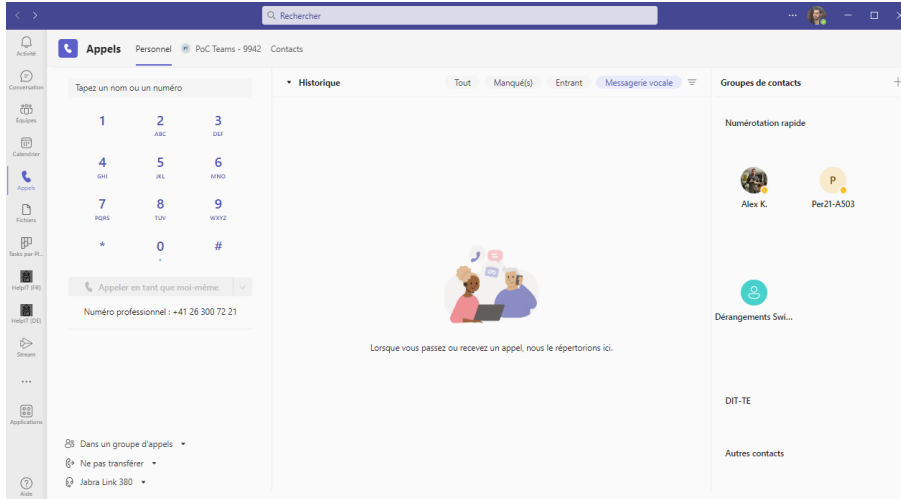 Rechercher
Activité
Conversation
Équipes
Calendrier
Appels
Fichiers
Tasks par Pl...
HelpIT (FR)
HelpIT (DE)
Stream
Applications
Aide
Appels Personnel PT PoC Teams - 9942 Contacts
Tapez un nom ou un numéro
1 2 3
ABC DEF
4 5 6
GHI JKL MNO
7 8 9
PQRS TUV WXYZ
* 0 #
+
Appeler en tant que moi-même
Numéro professionnel : +41 26 300 72 21
Dans un groupe d'appels
Ne pas transférer
Jabra Link 380
Historique Tout Manqué(s) Entrant Messagerie vocale
Lorsque vous passez ou recevez un appel, nous le répertorions ici.
Groupes de contacts
Numérotation rapide
P
Alex K. Per21-A503
Dérangements Swi...
DIT-TE
Autres contacts